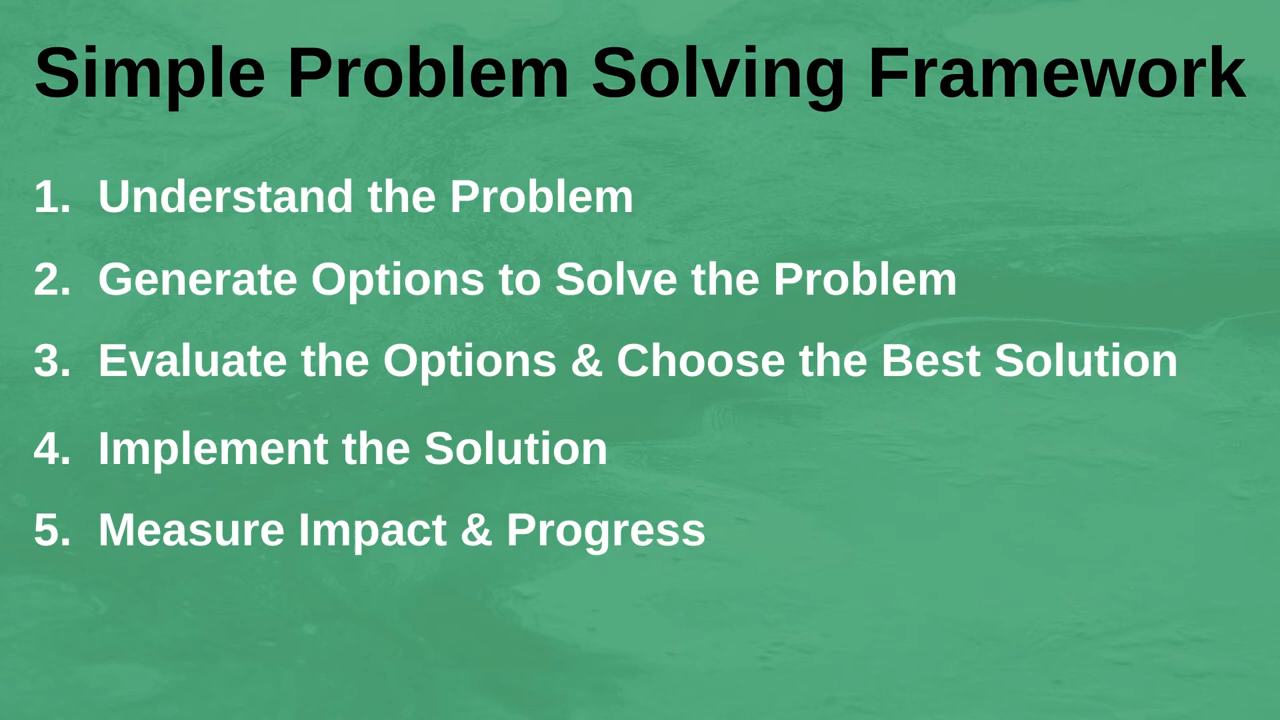 Simple Problem Solving Framework
1. Understand the Problem
2. Generate Options to Solve the Problem
3. Evaluate the Options & Choose the Best Solution
4. Implement the Solution
5. Measure Impact & Progress